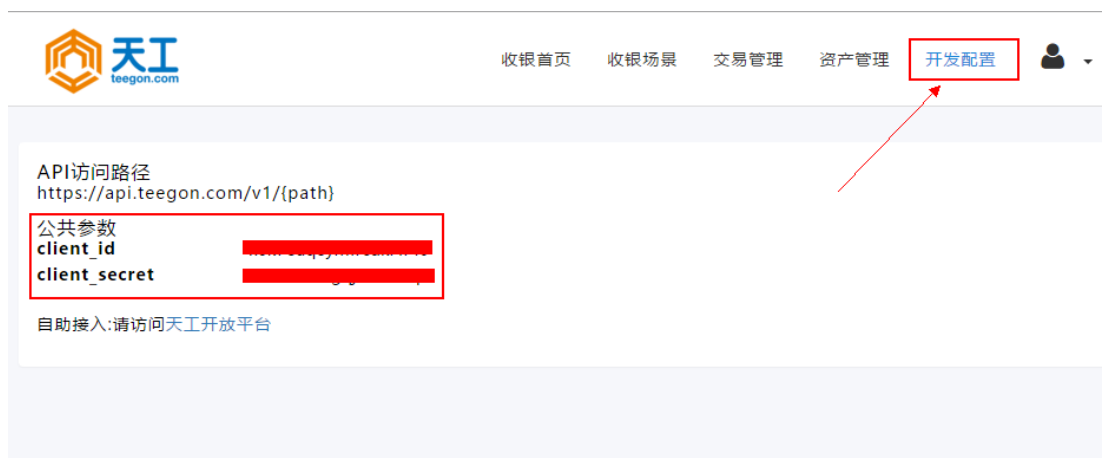 天工
teegon.com
收银首页 收银场景 交易管理 资产管理 开发配置
API访问路径
https://api.teegon.com/v1/{path}
公共参数
client_id
client_secret
自助接入:请访问天工开放平台